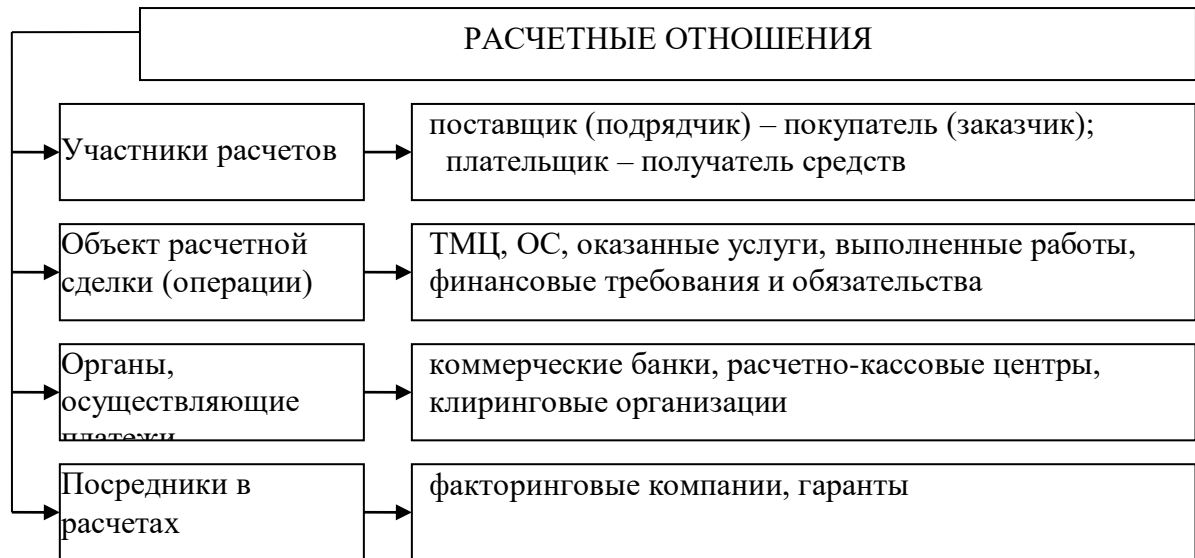 РАСЧЕТНЫЕ ОТНОШЕНИЯ
Участники расчетов
поставщик (подрядчик) – покупатель (заказчик);
плательщик – получатель средств
Объект расчетной
сделки (операции)
ТМЦ, ОС, оказанные услуги, выполненные работы,
финансовые требования и обязательства
Органы,
осуществляющие
платежи
коммерческие банки, расчетно-кассовые центры,
клиринговые организации
Посредники в
расчетах
факторинговые компании, гаранты